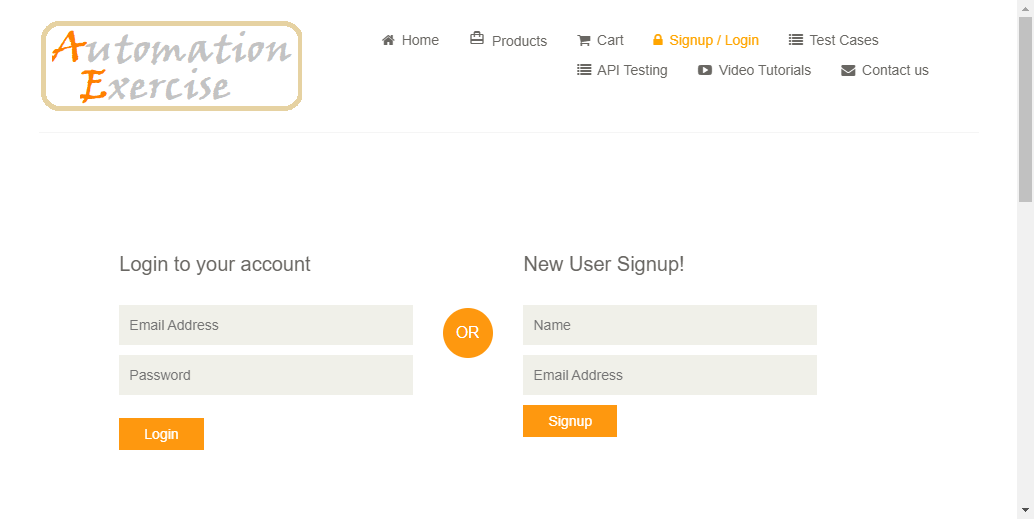 Automation
Exercise
Home Products Cart Signup / Login Test Cases
API Testing Video Tutorials Contact us
Login to your account
Email Address
Password
Login
OR
New User Signup!
Name
Email Address
Signup